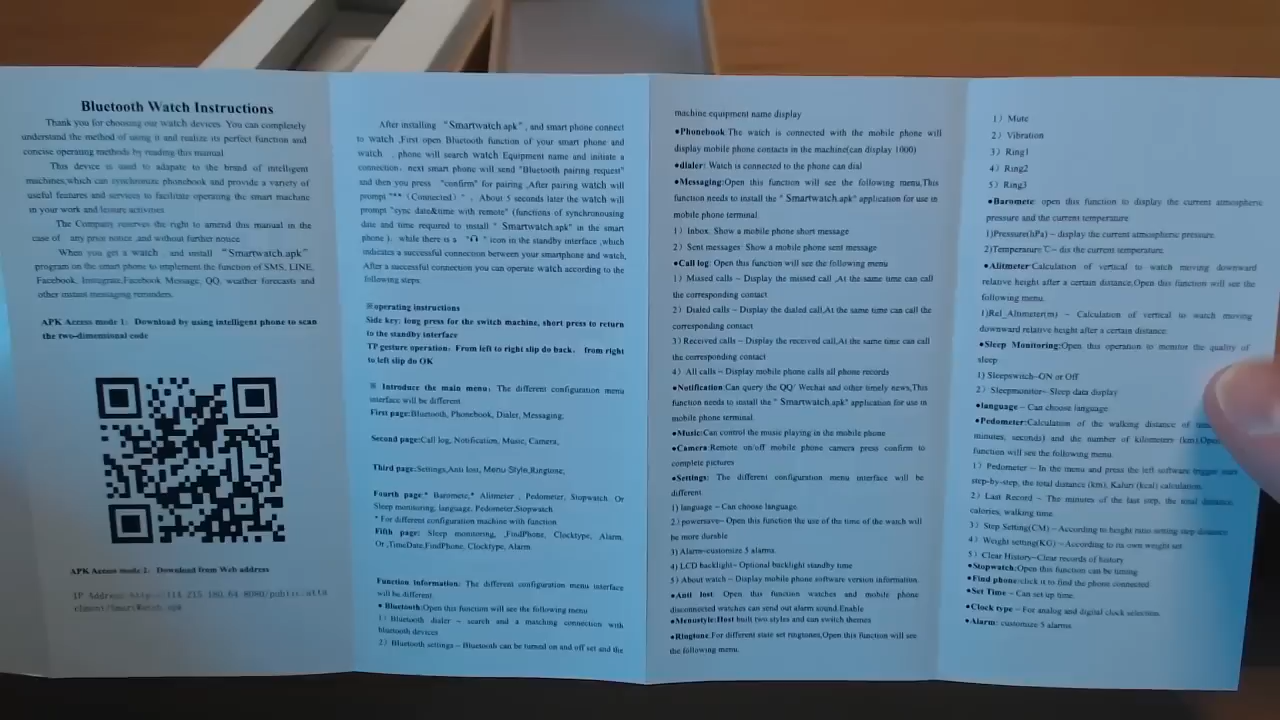 Bluetooth Watch Instructions
Thank you for choosing our watch devices. You can completely
understand the method of using it and realize its perfect function and
concise operating methods by reading this manual.
This device is used to adapate to the brand of intelligent
machines,which can synchronize phonebook and provide a variety of
useful features and services to facilitate operating the smart machine
in your work and leisure activities.
The Company reserves the right to amend this manual in the
case of any prior notice ,and without further notice
When you get a watch and install "Smartwatch.apk"
program on the smart phone to implement the function of SMS, LINE,
Facebook, Instagrate,Facebook Message, QQ, weather forecasts and
other instant messaging reminders.
APK Access mode 1: Download by using intelligent phone to scan
the two-dimensional code
APK Access mode 2: Download from Web address
IP Address:
After installing "Smartwatch.apk", and smart phone connect
to watch ,First open Bluetooth function of your smart phone and
watch , phone will search watch Equipment name and initiate a
connection, next smart phone will send "Bluetooth pairing request"
and then you press "confirm" for pairing ,After pairing watch will
prompt "** (Connected)" , About 5 seconds later the watch will
prompt "sync date&time with remote" (functions of synchronousing
date and time required to install " Smartwatch.apk" in the smart
phone ), while there is a " " icon in the standby interface ,which
indicates a successful connection between your smartphone and watch,
After a successful connection you can operate watch according to the
following steps.
※operating instructions
Side key: long press for the switch machine, short press to return
to the standby interface
TP gesture operation: From left to right slip do back, from right
to left slip do OK
※ Introduce the main menu: The different configuration menu
interface will be different.
First page:Bluetooth, Phonebook, Dialer, Messaging,
Second page:Call log, Notification, Music, Camera,
Third page:Settings,Anti lost, Menu Style,Ringtone;
Fourth page:* Baromete,* Alitmeter , Pedometer, Stopwatch Or
Sleep monitoring, language, Pedometer,Stopwatch
* For different configuration machine with function
Fifth page: Sleep monitoring, ,FindPhone, Clocktype, Alarm.
Or ,TimeDate,FindPhone, Clocktype, Alarm
Function information: The different configuration menu interface
will be different
● Bluetooth:Open this function will see the following menu
1）Bluetooth dialer – search and a matching connection with
bluetooth devices
2）Bluetooth settings – Bluetooth can be turned on and off set and the
machine equipment name display
●Phonebook:The watch is connected with the mobile phone will
display mobile phone contacts in the machine(can display 1000)
●dialer: Watch is connected to the phone can dial
●Messaging:Open this function will see the following menu,This
function needs to install the " Smartwatch.apk" application for use in
mobile phone terminal.
1）Inbox: Show a mobile phone short message
2）Sent messages: Show a mobile phone sent message
●Call log: Open this function will see the following menu
1）Missed calls – Display the missed call ,At the same time can call
the corresponding contact
2）Dialed calls – Display the dialed call,At the same time can call the
corresponding contact
3）Received calls – Display the received call,At the same time can call
the corresponding contact
4）All calls – Display mobile phone calls all phone records
●Notification:Can query the QQ/ Wechat and other timely news,This
function needs to install the " Smartwatch.apk" application for use in
mobile phone terminal.
●Music:Can control the music playing in the mobile phone
●Camera:Remote on/off mobile phone camera press confirm to
complete pictures
●Settings: The different configuration menu interface will be
different.
1) language – Can choose language.
2) powersave– Open this function the use of the time of the watch will
be more durable
3) Alarm–customize 5 alarms.
4) LCD backlight– Optional backlight standby time
5) About watch – Display mobile phone software version information.
●Anti lost: Open this function watches and mobile phone
disconnected watches can send out alarm sound.Enable
●Menustyle:Host built two styles and can switch themes
●Ringtone:For different state set ringtones,Open this function will see
the following menu.
1）Mute
2）Vibration
3）Ring1
4）Ring2
5）Ring3
●Baromete: open this function to display the current atmospheric
pressure and the current temperature.
1)Pressure(hPa) – display the current atmospheric pressure.
2)Temperature:℃– dis the current temperature.
●Alitmeter:Calculation of vertical to watch moving downward
relative height after a certain distance,Open this function will see the
following menu.
1)Rel_Altimeter(m) – Calculation of vertical to watch moving
downward relative height after a certain distance.
●Sleep Monitoring:Open this operation to monitor the quality of
sleep
1) Sleepswitch–ON or Off
2）Sleepmonitor– Sleep data display
●language – Can choose language
●Pedometer:Calculation of the walking distance of
minutes, seconds) and the number of kilometers (km),Open
function will see the following menu.
1）Pedometer – In the menu and press the left software trigger
step-by-step, the total distance (km), Kaluri (kcal) calculation.
2）Last Record – The minutes of the last step, the total distance,
calories, walking time.
3）Step Setting(CM) – According to height ratio setting step distance
4）Weight setting(KG) – According to its own weight set
5）Clear History–Clear records of history
●Stopwatch:Open this function can be timing
●Find phone:click it to find the phone connected
●Set Time – Can set up time.
●Clock type – For analog and digital clock selection.
●Alarm: customize 5 alarms